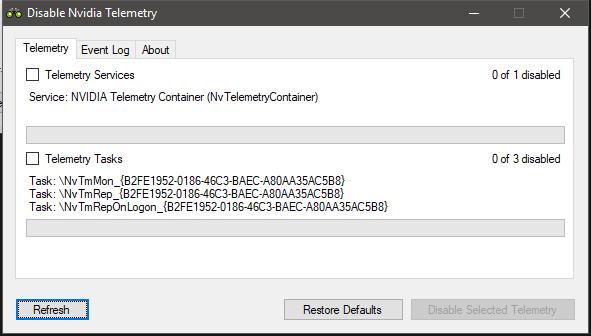 Disable Nvidia Telemetry
Telemetry Event Log About
Telemetry Services 0 of 1 disabled
Service: NVIDIA Telemetry Container (NvTelemetryContainer)
Telemetry Tasks 0 of 3 disabled
Task: \NvTmMon_{B2FE1952-0186-46C3-BAEC-A80AA35AC5B8}
Task: \NvTmRep_{B2FE1952-0186-46C3-BAEC-A80AA35AC5B8}
Task: \NvTmRepOnLogon_{B2FE1952-0186-46C3-BAEC-A80AA35AC5B8}
Refresh Restore Defaults Disable Selected Telemetry